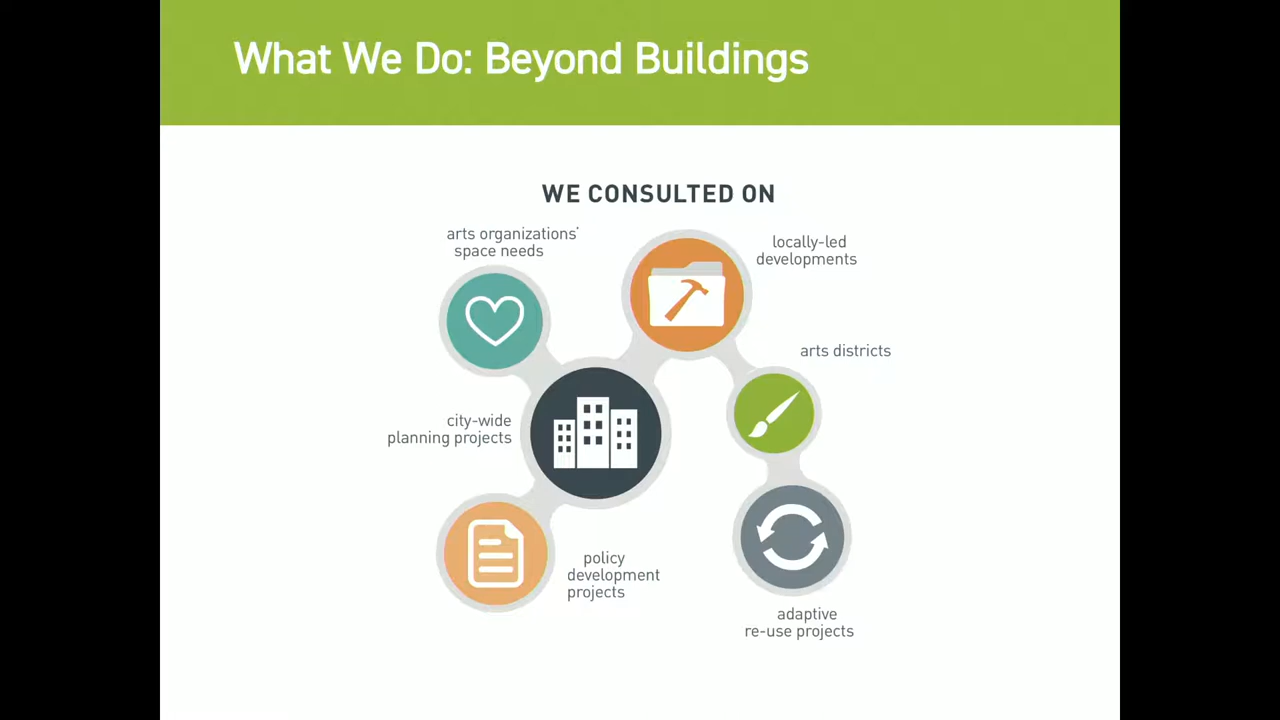 What We Do: Beyond Buildings
WE CONSULTED ON
arts organizations'
space needs
locally-led
developments
arts districts
city-wide
planning projects
policy
development
projects
adaptive
re-use projects